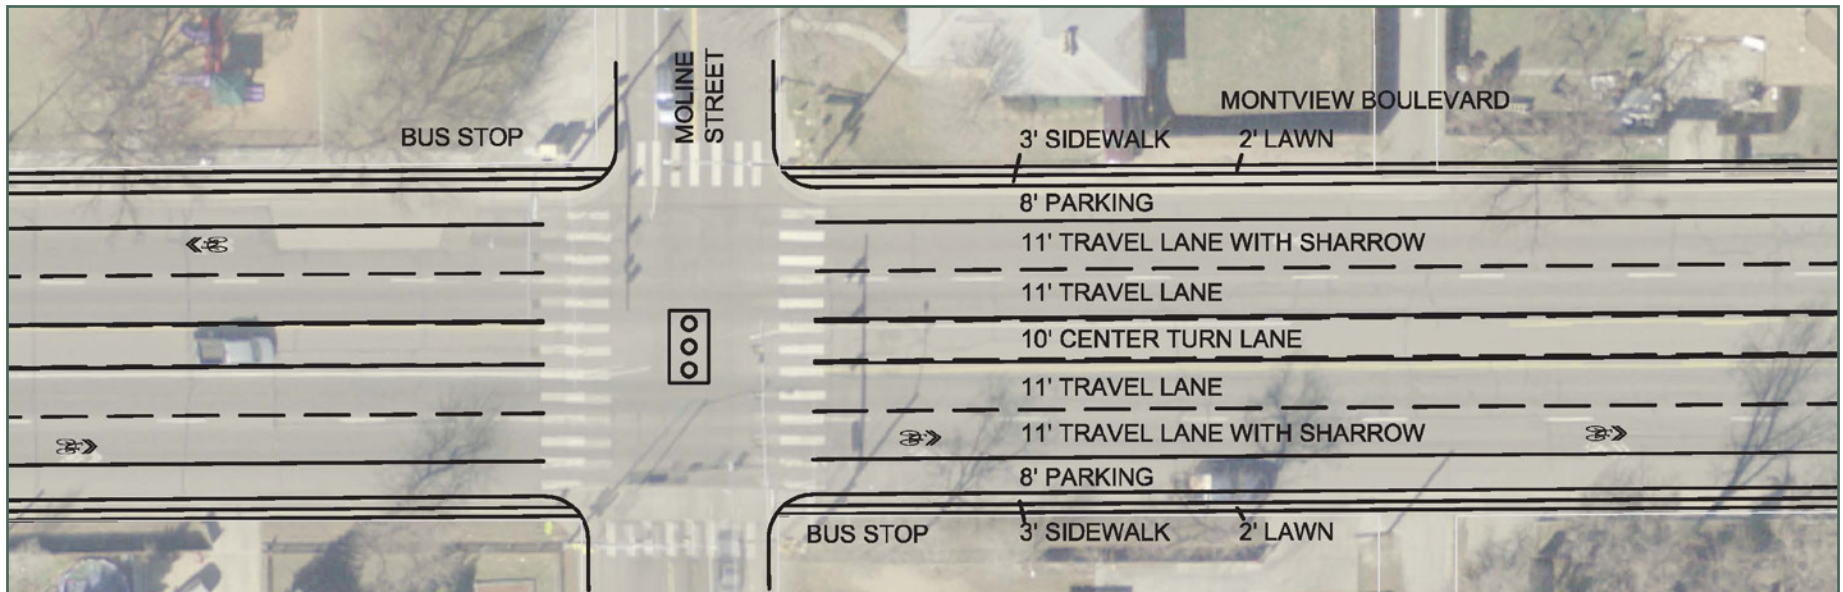 MOLINE
STREET
MONTVIEW BOULEVARD
BUS STOP
3' SIDEWALK
2' LAWN
8' PARKING
11' TRAVEL LANE WITH SHARROW
11' TRAVEL LANE
10' CENTER TURN LANE
11' TRAVEL LANE
11' TRAVEL LANE WITH SHARROW
8' PARKING
BUS STOP
3' SIDEWALK
2' LAWN